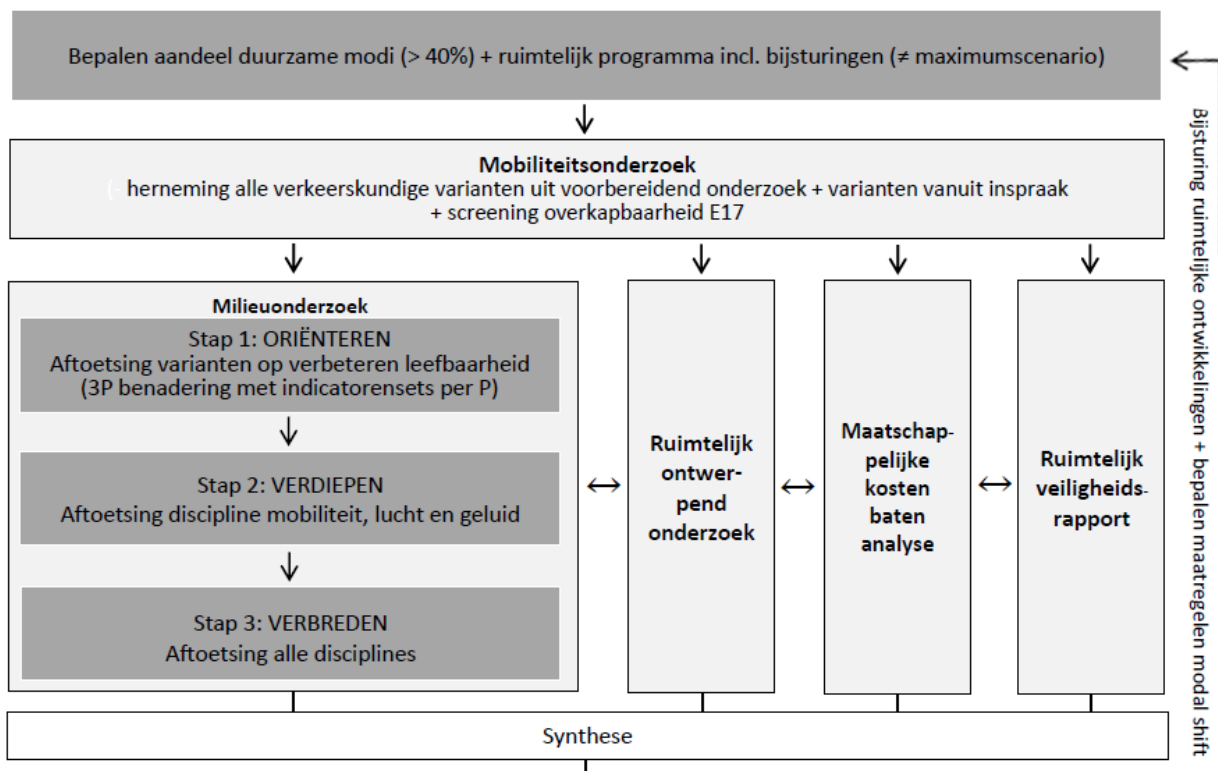 Bepalen aandeel duurzame modi (> 40%) + ruimtelijk programma incl. bijsturingen (≠ maximumscenario)
Mobiliteitsonderzoek
herneming alle verkeerskundige varianten uit voorbereidend onderzoek + varianten vanuit inspraak
+ screening overkapbaarheid E17
Milieuonderzoek
Stap 1: ORIËNTEREN
Aftoetsing varianten op verbeteren leefbaarheid
(3P benadering met indicatorensets per P)
Stap 2: VERDIEPEN
Aftoetsing discipline mobiliteit, lucht en geluid
Stap 3: VERBREDEN
Aftoetsing alle disciplines
Ruimtelijk
ontwer-
pend
onderzoek
Maatschap-
pelijke
kosten
baten
analyse
Ruimtelijk
veiligheids-
rapport
Synthese
Bijsturing ruimtelijke ontwikkelingen + bepalen maatregelen modal shift